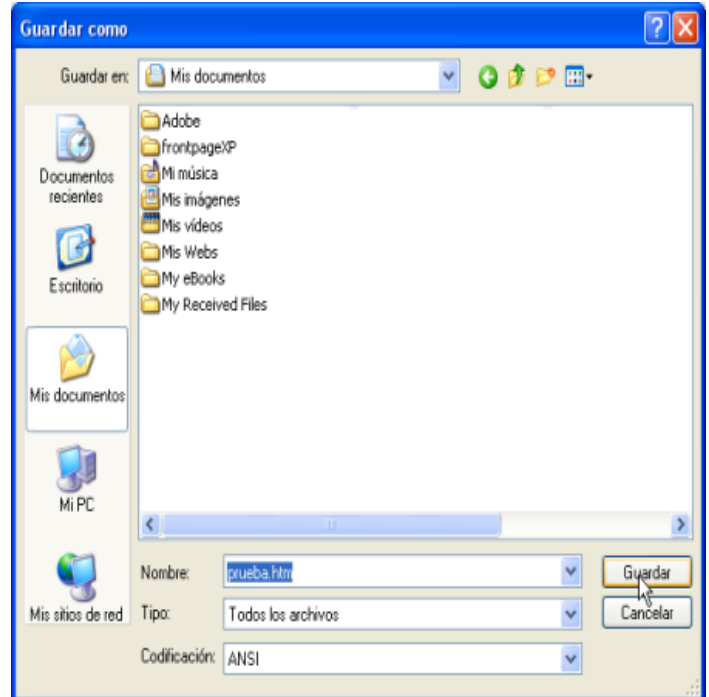 Guardar como
Guardar en: Mis documentos
Adobe
frontpageXP
Mi música
Mis imágenes
Mis vídeos
Mis Webs
My eBooks
My Received Files
Documentos
recientes
Escritorio
Mis documentos
Mi PC
Mis sitios de red
Nombre: prueba.htm
Guardar
Tipo: Todos los archivos
Cancelar
Codificación: ANSI